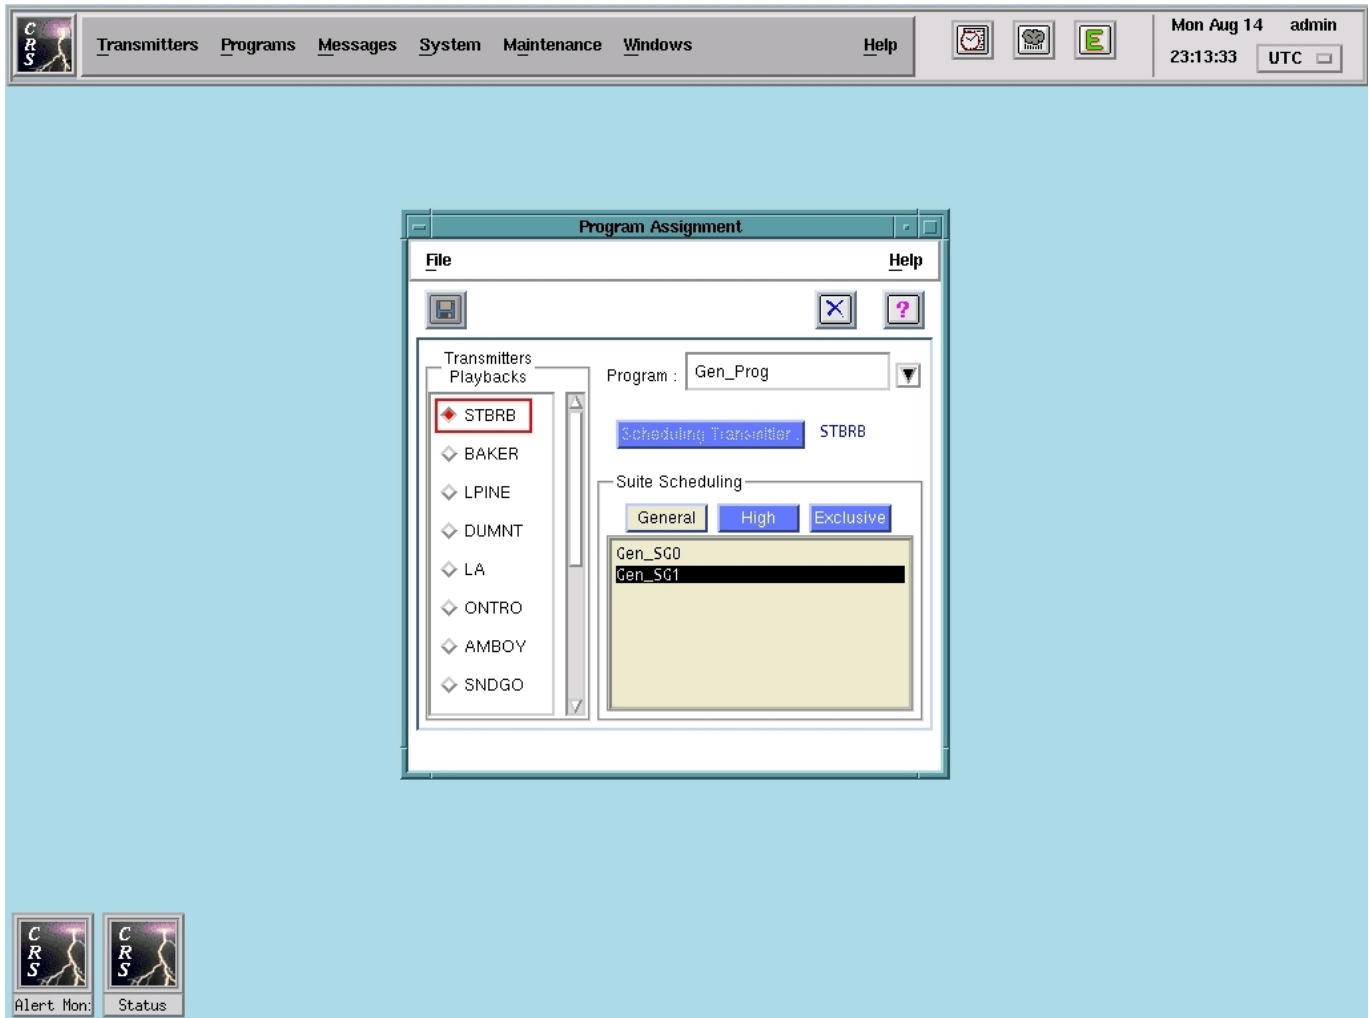 CRS
Transmitters Programs Messages System Maintenance Windows Help
E
Mon Aug 14 admin
23:13:33 UTC
Program Assignment
File Help
?
Transmitters
Playbacks
STBRB
BAKER
LPINE
DUMNT
LA
ONTRO
AMBOY
SNDGO
Program : Gen_Prog
Scheduling Transmitter : STBRB
Suite Scheduling
General High Exclusive
Gen_SG0
Gen_SG1
CRS
Alert Mon:
CRS
Status